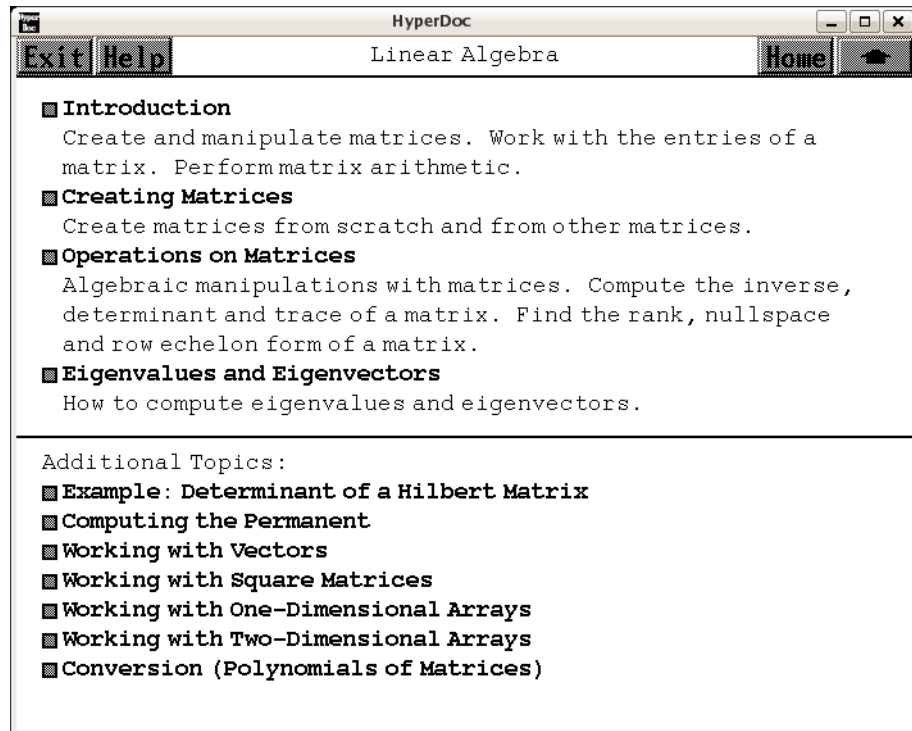 Hyper
Doc
HyperDoc
Exit Help Linear Algebra Home
Introduction
Create and manipulate matrices. Work with the entries of a
matrix. Perform matrix arithmetic.
Creating Matrices
Create matrices from scratch and from other matrices.
Operations on Matrices
Algebraic manipulations with matrices. Compute the inverse,
determinant and trace of a matrix. Find the rank, nullspace
and row echelon form of a matrix.
Eigenvalues and Eigenvectors
How to compute eigenvalues and eigenvectors.
Additional Topics:
Example: Determinant of a Hilbert Matrix
Computing the Permanent
Working with Vectors
Working with Square Matrices
Working with One-Dimensional Arrays
Working with Two-Dimensional Arrays
Conversion (Polynomials of Matrices)